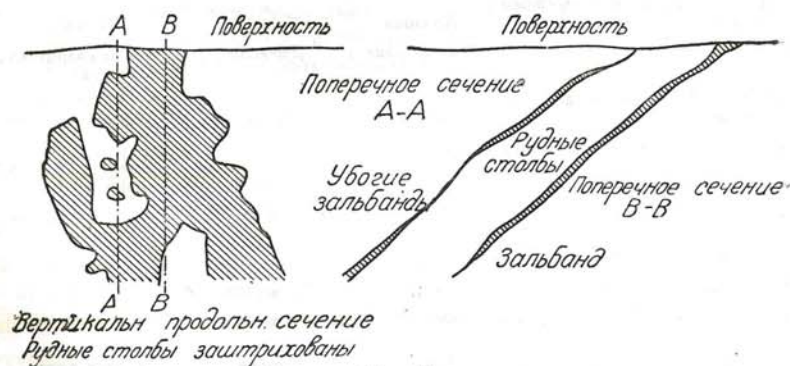 А В Поверхность
Поверхность
Поперечное сечение
А-А
Рудные
столбы
Убогие
зальбанды
Поперечное сечение
В-В
Зальбанд
А В
Вертикальн продольн. сечение
Рудные столбы заштрихованы